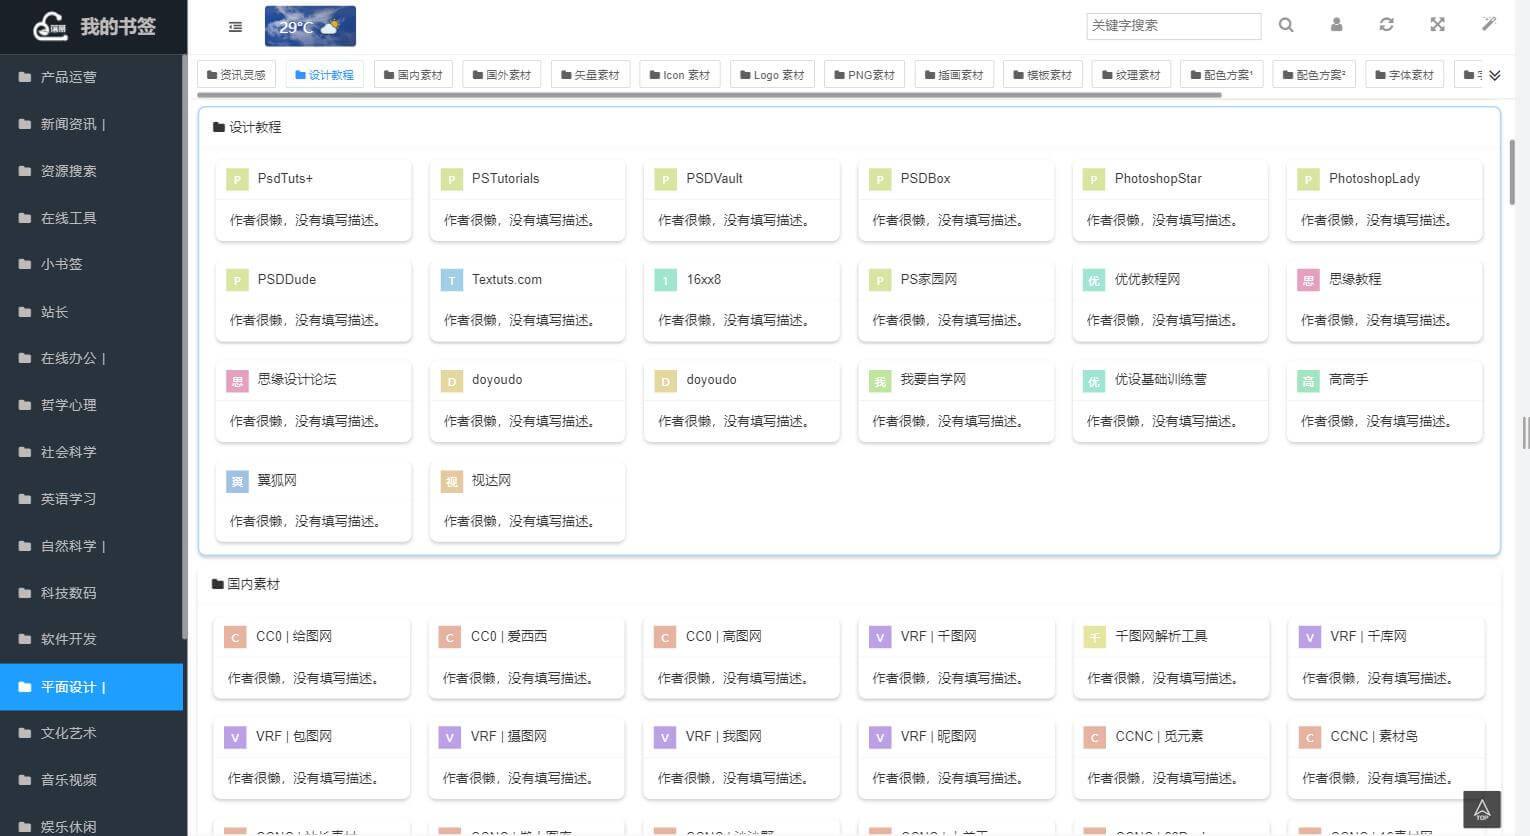 我的书签
29°C
关键字搜索
产品运营
新闻资讯 |
资源搜索
在线工具
小书签
站长
在线办公 |
哲学心理
社会科学
英语学习
自然科学 |
科技数码
软件开发
平面设计 |
文化艺术
音乐视频
娱乐休闲
资讯灵感 设计教程 国内素材 国外素材 矢量素材 Icon 素材 Logo 素材 PNG素材 插画素材 模板素材 纹理素材 配色方案 配色方案 字体素材
设计教程
P PsdTuts+ P PSTutorials P PSDVault P PSDBox P PhotoshopStar P PhotoshopLady
作者很懒，没有填写描述。 作者很懒，没有填写描述。 作者很懒，没有填写描述。 作者很懒，没有填写描述。 作者很懒，没有填写描述。 作者很懒，没有填写描述。
P PSDDude T Textuts.com 1 16xx8 P PS家园网 优 优优教程网 思 思缘教程
作者很懒，没有填写描述。 作者很懒，没有填写描述。 作者很懒，没有填写描述。 作者很懒，没有填写描述。 作者很懒，没有填写描述。 作者很懒，没有填写描述。
思 思缘设计论坛 D doyoudo D doyoudo 我 我要自学网 优 优设基础训练营 高 高高手
作者很懒，没有填写描述。 作者很懒，没有填写描述。 作者很懒，没有填写描述。 作者很懒，没有填写描述。 作者很懒，没有填写描述。 作者很懒，没有填写描述。
翼 翼狐网 视 视达网
作者很懒，没有填写描述。 作者很懒，没有填写描述。
国内素材
C CC0 | 绘图网 C CC0 | 爱西西 C CC0 | 高图网 V VRF | 千图网 千 千图网解析工具 V VRF | 千库网
作者很懒，没有填写描述。 作者很懒，没有填写描述。 作者很懒，没有填写描述。 作者很懒，没有填写描述。 作者很懒，没有填写描述。 作者很懒，没有填写描述。
V VRF | 包图网 V VRF | 摄图网 V VRF | 我图网 V VRF | 昵图网 C CCNC | 觅元素 C CCNC | 素材鸟
作者很懒，没有填写描述。 作者很懒，没有填写描述。 作者很懒，没有填写描述。 作者很懒，没有填写描述。 作者很懒，没有填写描述。 作者很懒，没有填写描述。
TOP